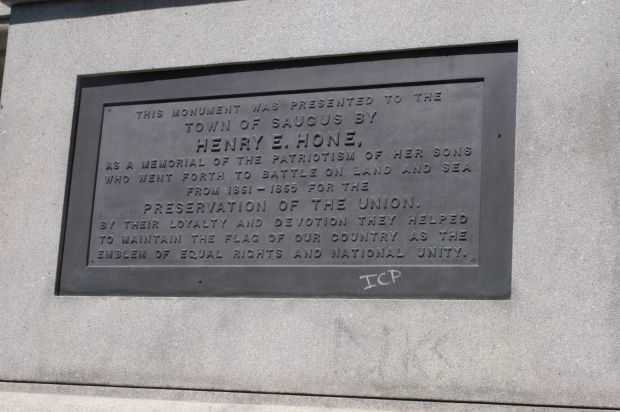 THIS MONUMENT WAS PRESENTED TO THE
TOWN OF SAUGUS BY
HENRY E. HONE,
AS A MEMORIAL OF THE PATRIOTISM OF HER SONS
WHO WENT FORTH TO BATTLE ON LAND AND SEA
FROM 1861-1865 FOR THE
PRESERVATION OF THE UNION.
BY THEIR LOYALTY AND DEVOTION THEY HELPED
TO MAINTAIN THE FLAG OF OUR COUNTRY AS THE
EMBLEM OF EQUAL RIGHTS AND NATIONAL UNITY.
ICP